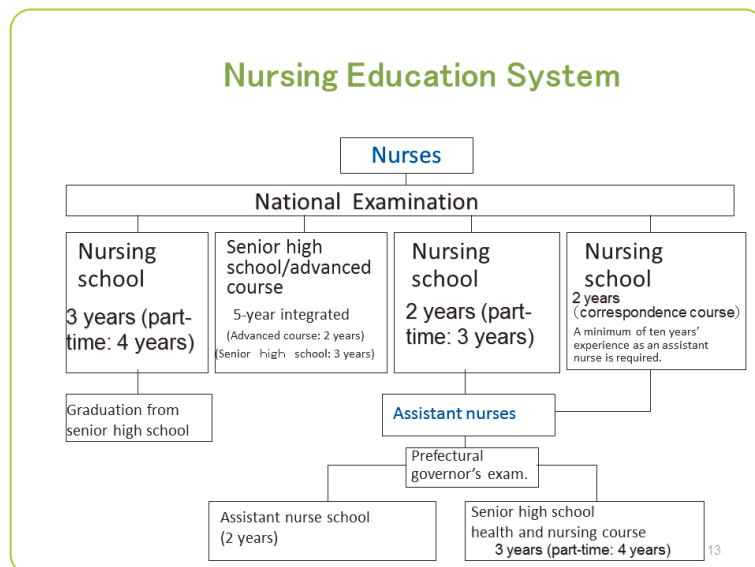 Nursing Education System
Nurses
National Examination
Nursing
school
3 years (part-
time: 4 years)
Senior high
school/advanced
course
5-year integrated
(Advanced course: 2 years)
(Senior high school: 3 years)
Nursing
school
2 years (part-
time: 3 years)
Nursing
school
2 years
(correspondence course)
A minimum of ten years’
experience as an assistant
nurse is required.
Graduation from
senior high school
Assistant nurses
Prefectural
governor’s exam.
Assistant nurse school
(2 years)
Senior high school
health and nursing course
3 years (part-time: 4 years)
13